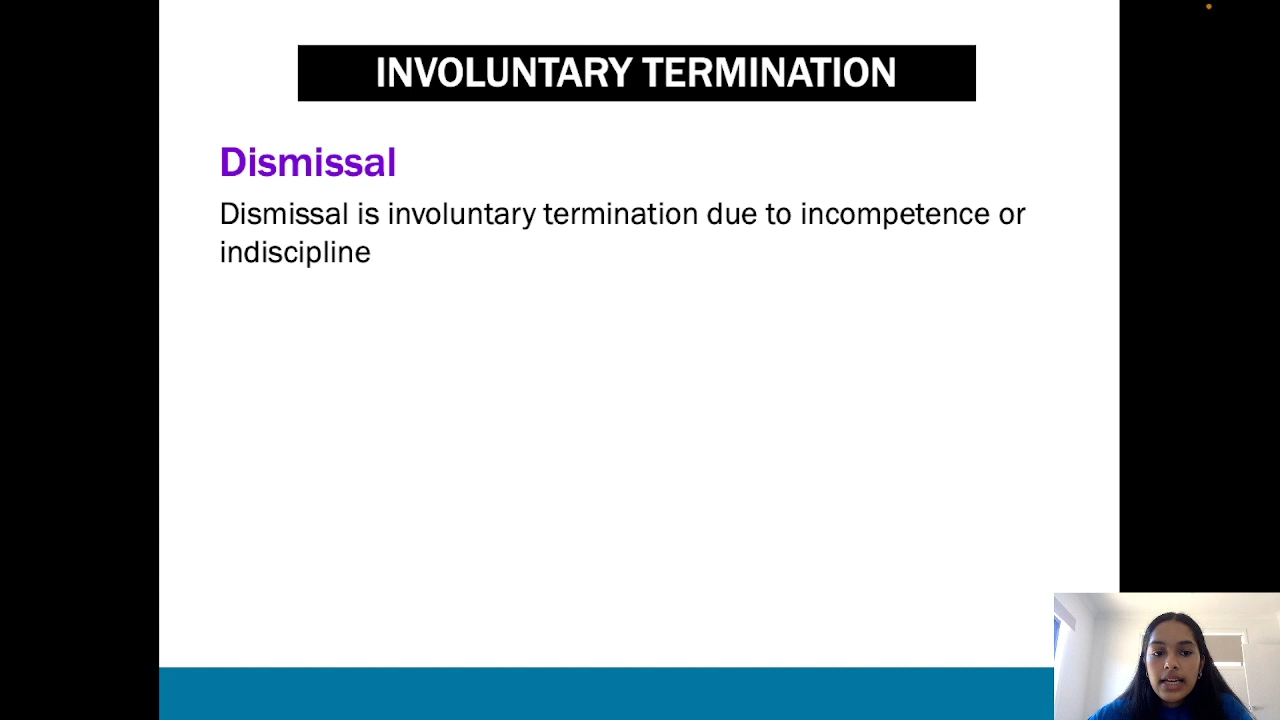 INVOLUNTARY TERMINATION
Dismissal
Dismissal is involuntary termination due to incompetence or
indiscipline